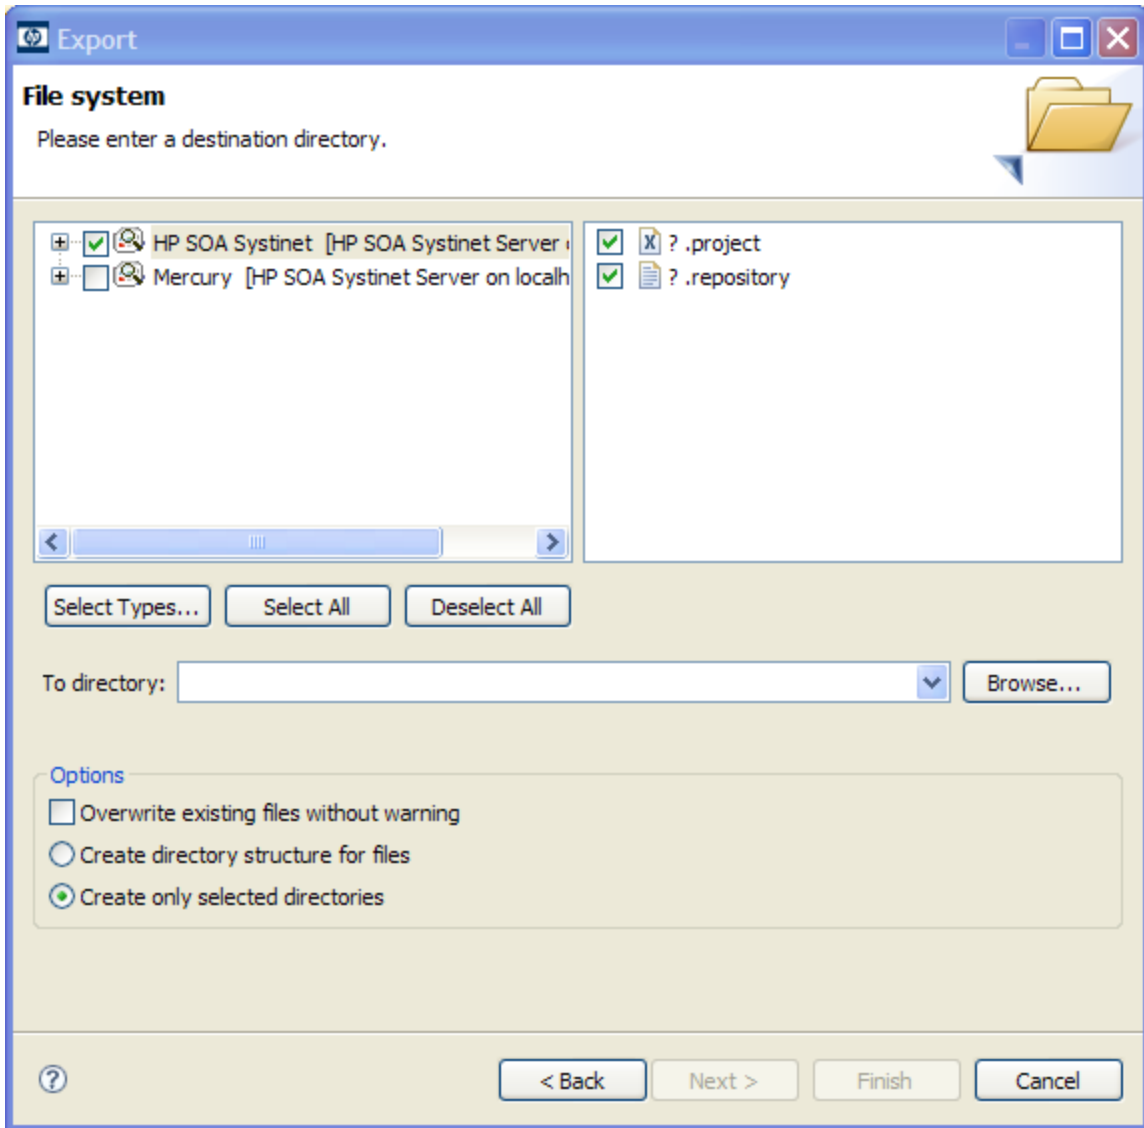 Export
File system
Please enter a destination directory.
HP SOA Systinet [HP SOA Systinet Server
Mercury [HP SOA Systinet Server on localh
? .project
? .repository
Select Types...
Select All
Deselect All
To directory:
Browse...
Options
Overwrite existing files without warning
Create directory structure for files
Create only selected directories
< Back
Next >
Finish
Cancel